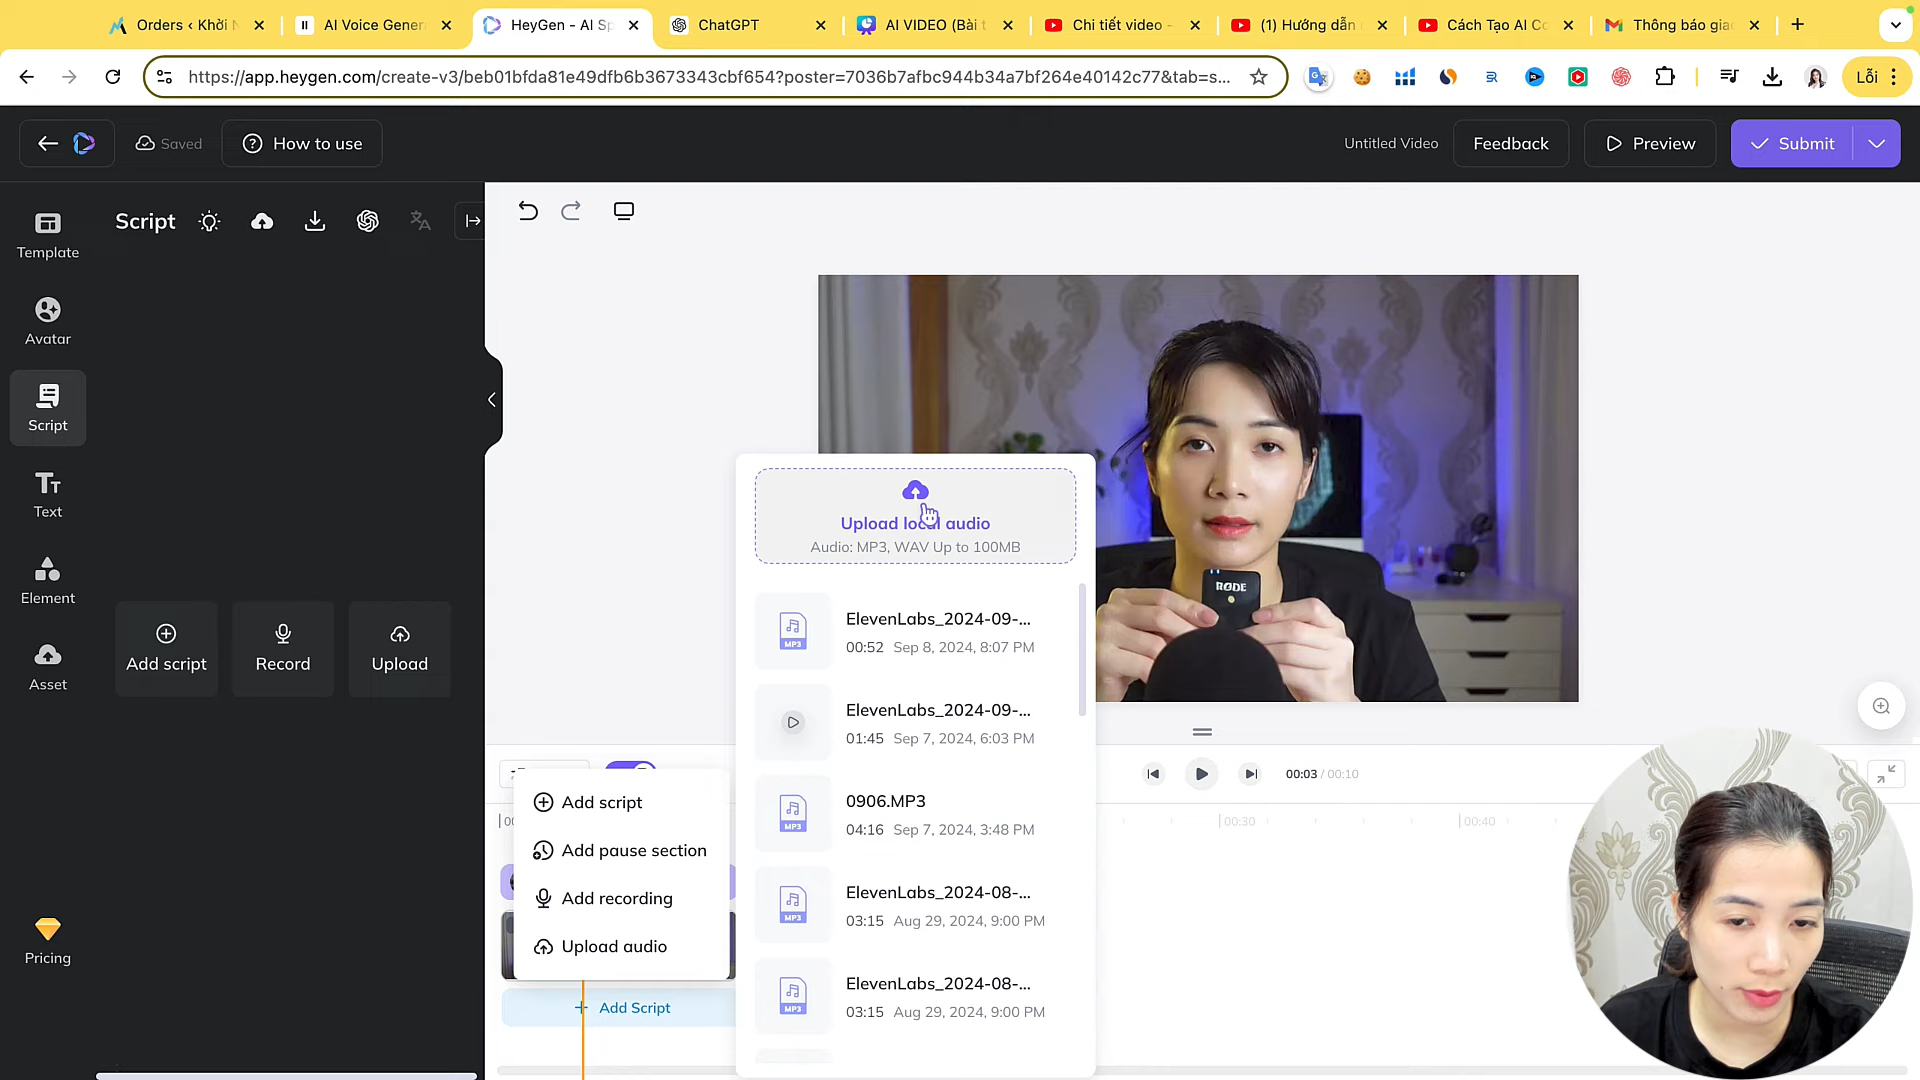 Orders ‹ Khởi N
AI Voice Gener
HeyGen - AI Sp
ChatGPT
AI VIDEO (Bài t
Chi tiết video -
(1) Hướng dẫn
Cách Tạo AI Co
Thông báo gia
https://app.heygen.com/create-v3/beb01bfda81e49dfb6b3673343cbf654?poster=7036b7afbc944b34a7bf264e40142c77&tab=s...
Lỗi
Saved
How to use
Untitled Video
Feedback
Preview
Submit
Script
Template
Avatar
Script
Text
Element
Asset
Pricing
Add script
Record
Upload
RØDE
Upload local audio
Audio: MP3, WAV Up to 100MB
MP3
ElevenLabs_2024-09-...
00:52 Sep 8, 2024, 8:07 PM
ElevenLabs_2024-09-...
01:45 Sep 7, 2024, 6:03 PM
MP3
0906.MP3
04:16 Sep 7, 2024, 3:48 PM
MP3
ElevenLabs_2024-08-...
03:15 Aug 29, 2024, 9:00 PM
MP3
ElevenLabs_2024-08-...
03:15 Aug 29, 2024, 9:00 PM
00:03 / 00:10
00:30
00:40
Add script
Add pause section
Add recording
Upload audio
+ Add Script